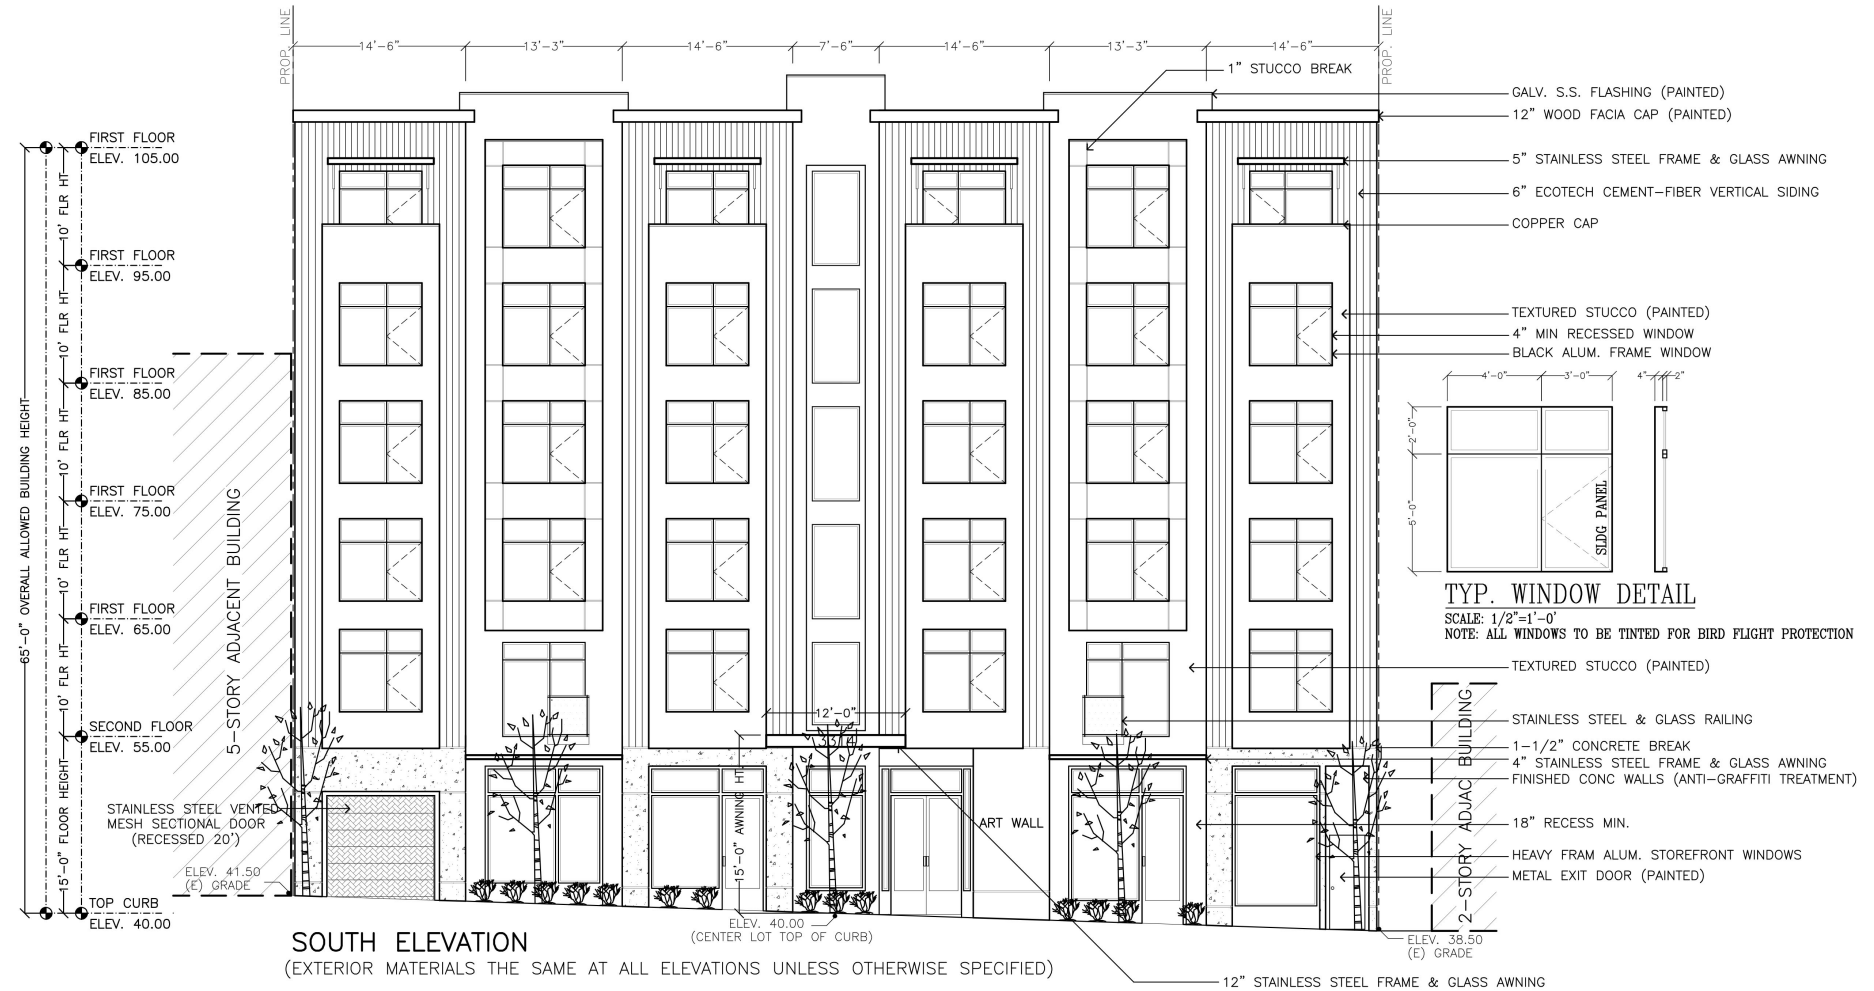 PROP. LINE
14'-6"
13'-3"
14'-6"
7'-6"
14'-6"
13'-3"
14'-6"
PROP. LINE
1" STUCCO BREAK
GALV. S.S. FLASHING (PAINTED)
12" WOOD FACIA CAP (PAINTED)
5" STAINLESS STEEL FRAME & GLASS AWNING
6" ECOTECH CEMENT-FIBER VERTICAL SIDING
COPPER CAP
TEXTURED STUCCO (PAINTED)
4" MIN RECESSED WINDOW
BLACK ALUM. FRAME WINDOW
FIRST FLOOR
ELEV. 105.00
10' FLR HT
FIRST FLOOR
ELEV. 95.00
10' FLR HT
FIRST FLOOR
ELEV. 85.00
10' FLR HT
FIRST FLOOR
ELEV. 75.00
10' FLR HT
FIRST FLOOR
ELEV. 65.00
10' FLR HT
SECOND FLOOR
ELEV. 55.00
15'-0" FLOOR HEIGHT
TOP CURB
ELEV. 40.00
65'-0" OVERALL ALLOWED BUILDING HEIGHT
5-STORY ADJACENT BUILDING
STAINLESS STEEL VENTED
MESH SECTIONAL DOOR
(RECESSED 20')
ELEV. 41.50
(E) GRADE
12'-0"
3314
15'-0" AWNING HT.
ART WALL
ELEV. 40.00
(CENTER LOT TOP OF CURB)
4'-0"
3'-0"
4"
2"
2'-0"
5'-0"
SLDG PANEL
TYP. WINDOW DETAIL
SCALE: 1/2"=1'-0'
NOTE: ALL WINDOWS TO BE TINTED FOR BIRD FLIGHT PROTECTION
TEXTURED STUCCO (PAINTED)
STAINLESS STEEL & GLASS RAILING
1-1/2" CONCRETE BREAK
4" STAINLESS STEEL FRAME & GLASS AWNING
FINISHED CONC WALLS (ANTI-GRAFFITI TREATMENT)
18" RECESS MIN.
HEAVY FRAM ALUM. STOREFRONT WINDOWS
METAL EXIT DOOR (PAINTED)
2-STORY ADJAC BUILDING
ELEV. 38.50
(E) GRADE
12" STAINLESS STEEL FRAME & GLASS AWNING
SOUTH ELEVATION
(EXTERIOR MATERIALS THE SAME AT ALL ELEVATIONS UNLESS OTHERWISE SPECIFIED)